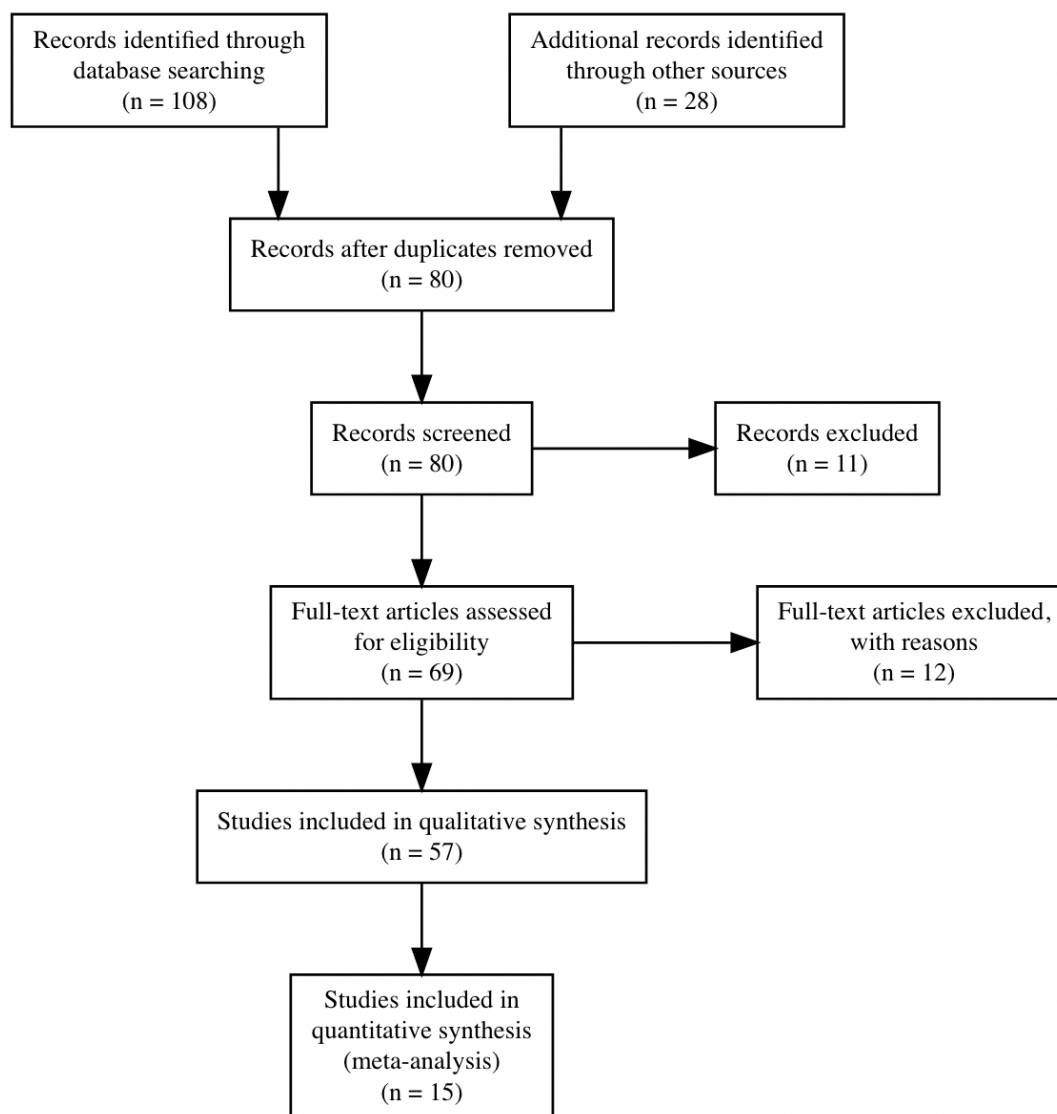 Records identified through
database searching
(n = 108)
Additional records identified
through other sources
(n = 28)
Records after duplicates removed
(n = 80)
Records screened
(n = 80)
Records excluded
(n = 11)
Full-text articles assessed
for eligibility
(n = 69)
Full-text articles excluded,
with reasons
(n = 12)
Studies included in qualitative synthesis
(n = 57)
Studies included in
quantitative synthesis
(meta-analysis)
(n = 15)